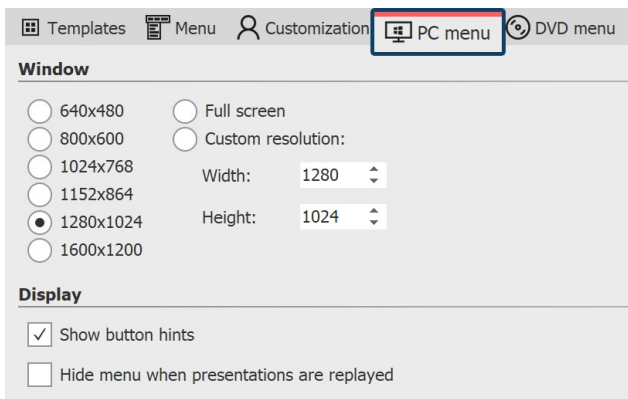 Templates Menu Customization PC menu DVD menu
Window
640x480 Full screen
800x600 Custom resolution:
1024x768 Width: 1280
1152x864
1280x1024 Height: 1024
1600x1200
Display
Show button hints
Hide menu when presentations are replayed